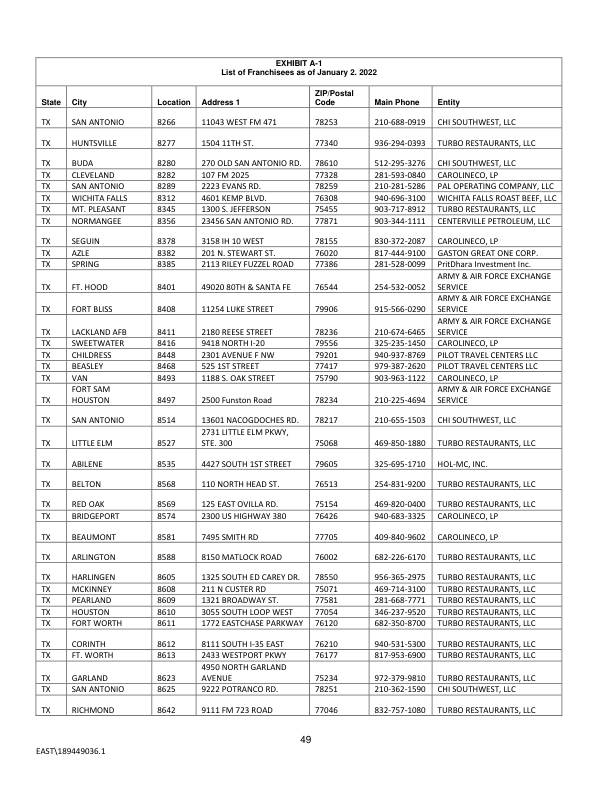 EXHIBIT A-1
List of Franchisees as of January 2. 2022
State City Location Address 1 ZIP/Postal Code Main Phone Entity
TX SAN ANTONIO 8266 11043 WEST FM 471 78253 210-688-0919 CHI SOUTHWEST, LLC
TX HUNTSVILLE 8277 1504 11TH ST. 77340 936-294-0393 TURBO RESTAURANTS, LLC
TX BUDA 8280 270 OLD SAN ANTONIO RD. 78610 512-295-3276 CHI SOUTHWEST, LLC
TX CLEVELAND 8282 107 FM 2025 77328 281-593-0840 CAROLINECO, LP
TX SAN ANTONIO 8289 2223 EVANS RD. 78259 210-281-5286 PAL OPERATING COMPANY, LLC
TX WICHITA FALLS 8312 4601 KEMP BLVD. 76308 940-696-3100 WICHITA FALLS ROAST BEEF, LLC
TX MT. PLEASANT 8345 1300 S. JEFFERSON 75455 903-717-8912 TURBO RESTAURANTS, LLC
TX NORMANGEE 8356 23456 SAN ANTONIO RD. 77871 903-344-1111 CENTERVILLE PETROLEUM, LLC
TX SEGUIN 8378 3158 IH 10 WEST 78155 830-372-2087 CAROLINECO, LP
TX AZLE 8382 201 N. STEWART ST. 76020 817-444-9100 GASTON GREAT ONE CORP.
TX SPRING 8385 2113 RILEY FUZZEL ROAD 77386 281-528-0099 PritDhara Investment Inc.
TX FT. HOOD 8401 49020 80TH & SANTA FE 76544 254-532-0052 ARMY & AIR FORCE EXCHANGE SERVICE
TX FORT BLISS 8408 11254 LUKE STREET 79906 915-566-0290 ARMY & AIR FORCE EXCHANGE SERVICE
TX LACKLAND AFB 8411 2180 REESE STREET 78236 210-674-6465 ARMY & AIR FORCE EXCHANGE SERVICE
TX SWEETWATER 8416 9418 NORTH I-20 79556 325-235-1450 CAROLINECO, LP
TX CHILDRESS 8448 2301 AVENUE F NW 79201 940-937-8769 PILOT TRAVEL CENTERS LLC
TX BEASLEY 8468 525 1ST STREET 77417 979-387-2620 PILOT TRAVEL CENTERS LLC
TX VAN 8493 1188 S. OAK STREET 75790 903-963-1122 CAROLINECO, LP
TX FORT SAM HOUSTON 8497 2500 Funston Road 78234 210-225-4694 ARMY & AIR FORCE EXCHANGE SERVICE
TX SAN ANTONIO 8514 13601 NACOGDOCHES RD. 78217 210-655-1503 CHI SOUTHWEST, LLC
TX LITTLE ELM 8527 2731 LITTLE ELM PKWY, STE. 300 75068 469-850-1880 TURBO RESTAURANTS, LLC
TX ABILENE 8535 4427 SOUTH 1ST STREET 79605 325-695-1710 HOL-MC, INC.
TX BELTON 8568 110 NORTH HEAD ST. 76513 254-831-9200 TURBO RESTAURANTS, LLC
TX RED OAK 8569 125 EAST OVILLA RD. 75154 469-820-0400 TURBO RESTAURANTS, LLC
TX BRIDGEPORT 8574 2300 US HIGHWAY 380 76426 940-683-3325 CAROLINECO, LP
TX BEAUMONT 8581 7495 SMITH RD 77705 409-840-9602 CAROLINECO, LP
TX ARLINGTON 8588 8150 MATLOCK ROAD 76002 682-226-6170 TURBO RESTAURANTS, LLC
TX HARLINGEN 8605 1325 SOUTH ED CAREY DR. 78550 956-365-2975 TURBO RESTAURANTS, LLC
TX MCKINNEY 8608 211 N CUSTER RD 75071 469-714-3100 TURBO RESTAURANTS, LLC
TX PEARLAND 8609 1321 BROADWAY ST. 77581 281-668-7771 TURBO RESTAURANTS, LLC
TX HOUSTON 8610 3055 SOUTH LOOP WEST 77054 346-237-9520 TURBO RESTAURANTS, LLC
TX FORT WORTH 8611 1772 EASTCHASE PARKWAY 76120 682-350-8700 TURBO RESTAURANTS, LLC
TX CORINTH 8612 8111 SOUTH I-35 EAST 76210 940-531-5300 TURBO RESTAURANTS, LLC
TX FT. WORTH 8613 2433 WESTPORT PKWY 76177 817-953-6900 TURBO RESTAURANTS, LLC
TX GARLAND 8623 4950 NORTH GARLAND AVENUE 75234 972-379-9810 TURBO RESTAURANTS, LLC
TX SAN ANTONIO 8625 9222 POTRANCO RD. 78251 210-362-1590 CHI SOUTHWEST, LLC
TX RICHMOND 8642 9111 FM 723 ROAD 77046 832-757-1080 TURBO RESTAURANTS, LLC
49
EAST\189449036.1